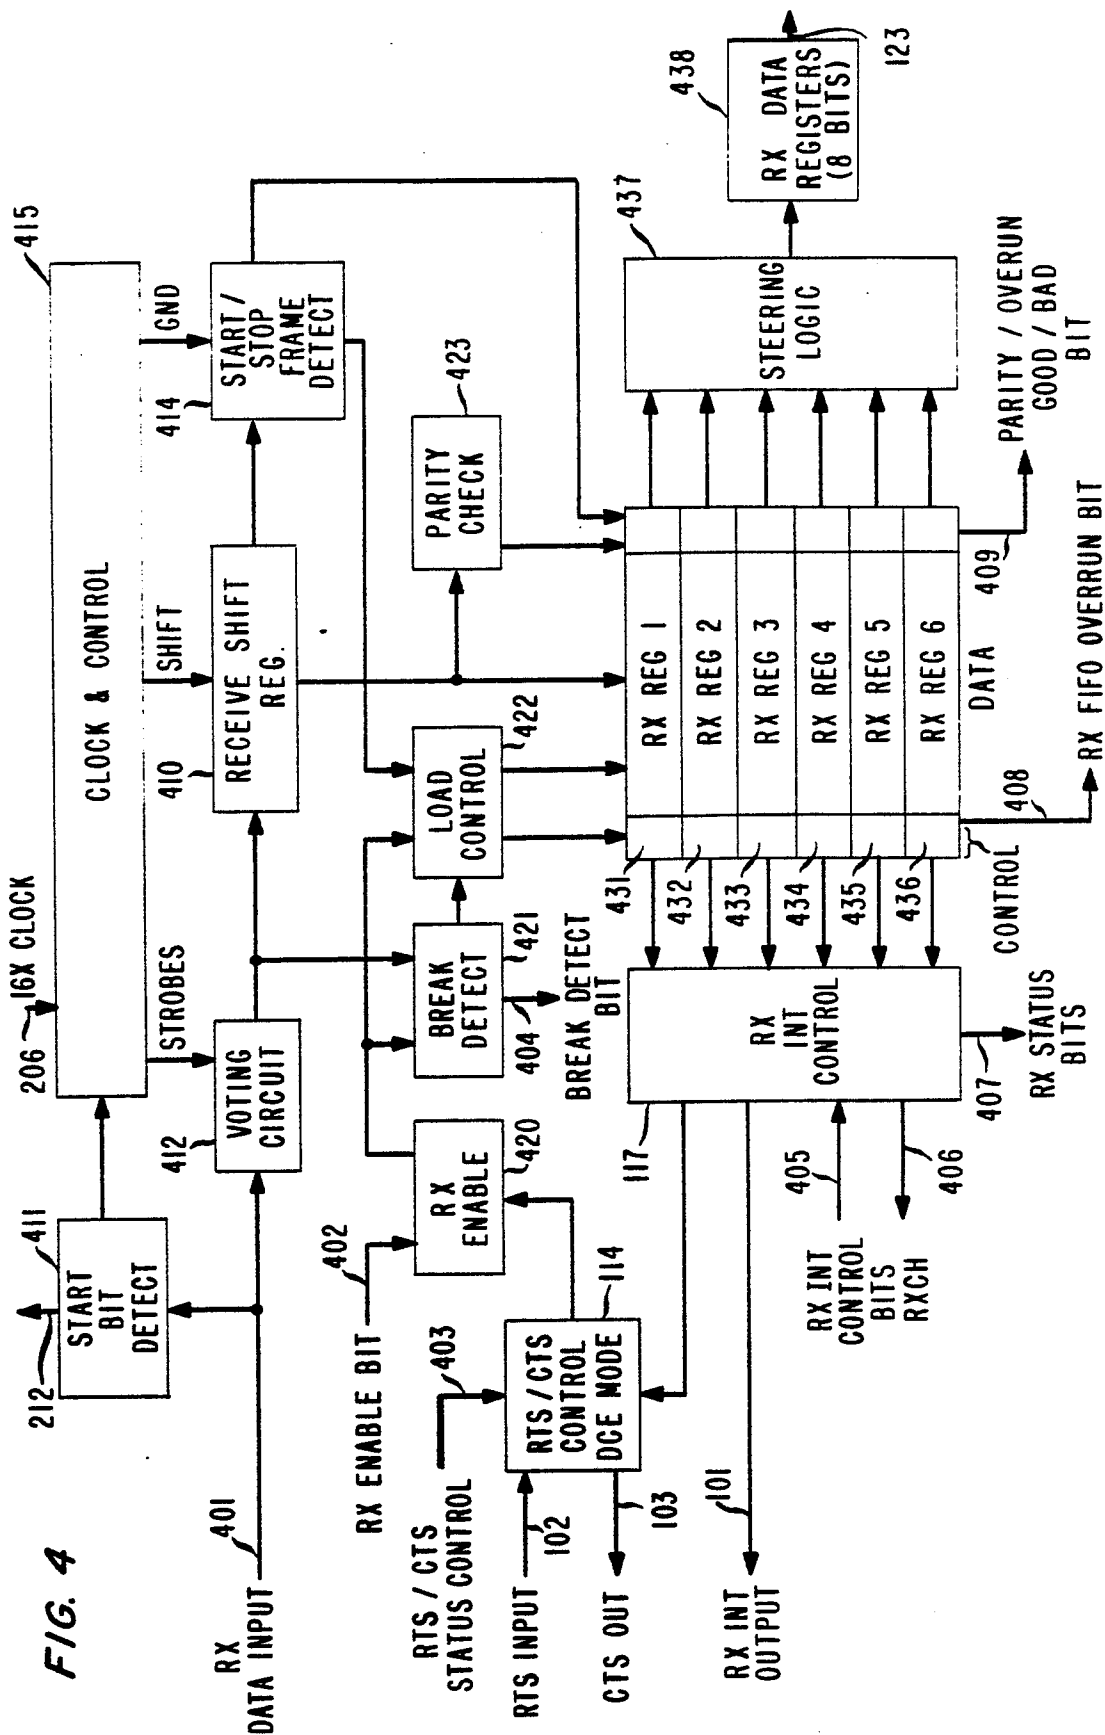 FIG. 4
206
16X CLOCK
415
CLOCK & CONTROL
212
411
START
BIT
DETECT
STROBES
SHIFT
GND
RX
DATA INPUT
401
412
VOTING
CIRCUIT
410
RECEIVE SHIFT
REG.
414
START/
STOP
FRAME
DETECT
RX ENABLE BIT
402
RX
ENABLE
420
BREAK
DETECT
421
404
BREAK DETECT
BIT
LOAD
CONTROL
422
PARITY
CHECK
423
RTS / CTS
STATUS CONTROL
403
RTS INPUT
102
RTS / CTS
CONTROL
DCE MODE
114
CTS OUT
103
RX INT
OUTPUT
101
117
RX
INT
CONTROL
405
RX INT
CONTROL
BITS
RXCH
406
407
RX STATUS
BITS
431
432
433
434
435
436
RX REG 1
RX REG 2
RX REG 3
RX REG 4
RX REG 5
RX REG 6
CONTROL
DATA
408
RX FIFO OVERRUN BIT
409
PARITY / OVERUN
GOOD / BAD
BIT
STEERING
LOGIC
437
438
RX DATA
REGISTERS
(8 BITS)
123